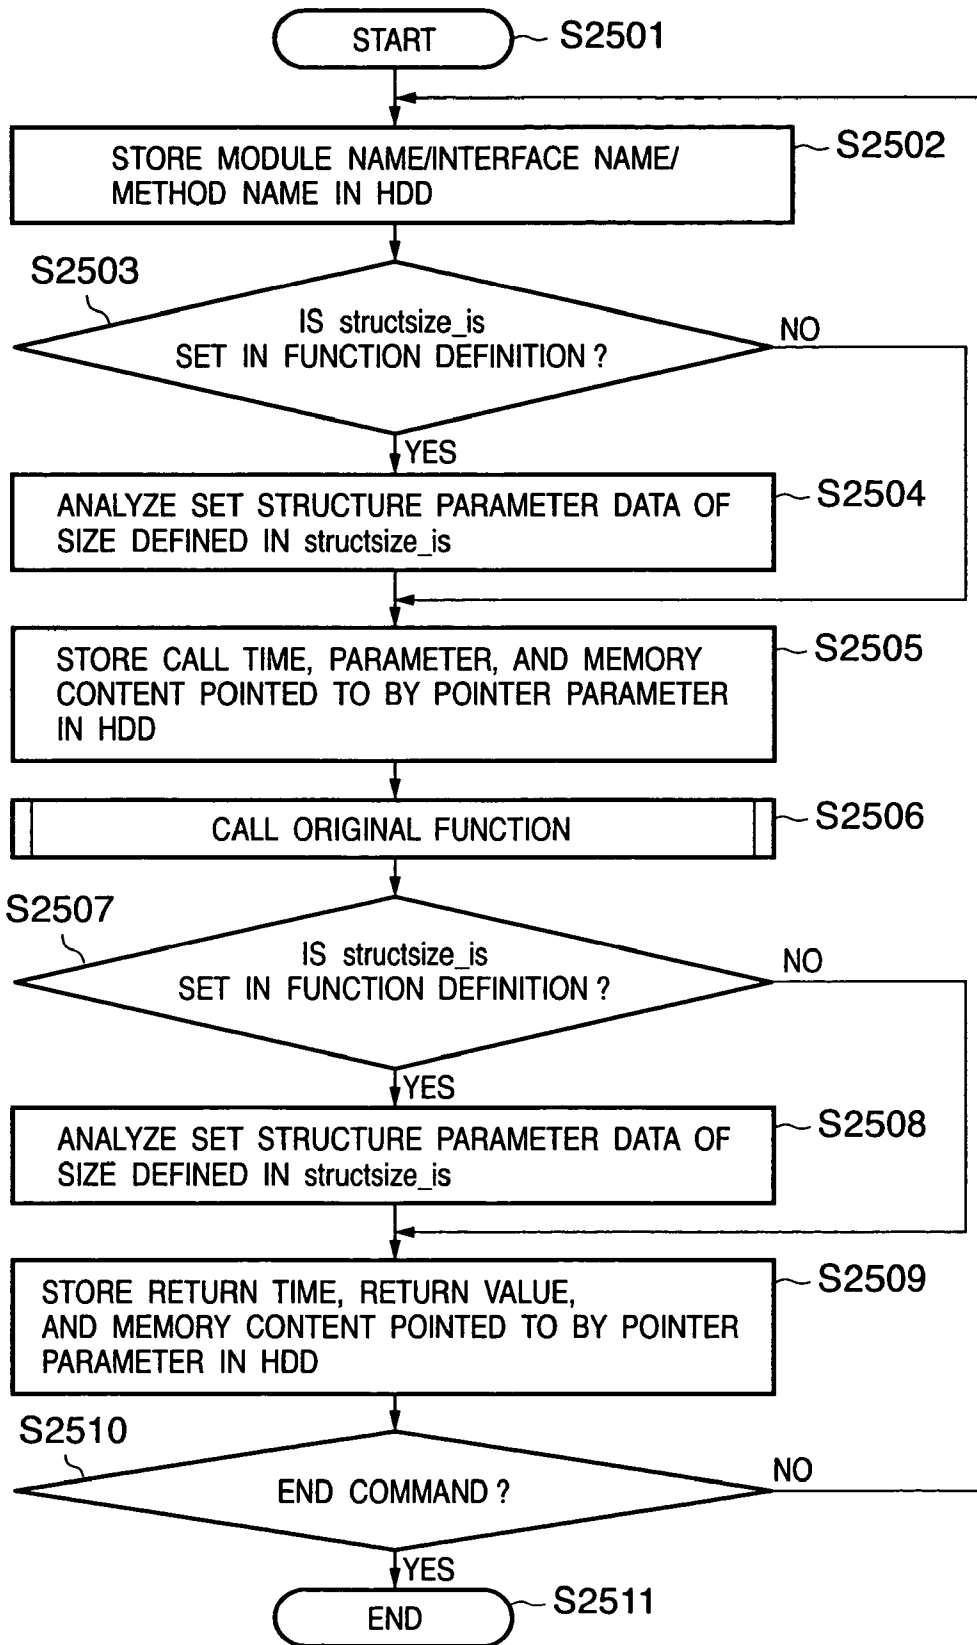 START
S2501
S2502
STORE MODULE NAME/INTERFACE NAME/
METHOD NAME IN HDD
S2503
IS structsize_is
SET IN FUNCTION DEFINITION ?
NO
YES
S2504
ANALYZE SET STRUCTURE PARAMETER DATA OF
SIZE DEFINED IN structsize_is
S2505
STORE CALL TIME, PARAMETER, AND MEMORY
CONTENT POINTED TO BY POINTER PARAMETER
IN HDD
CALL ORIGINAL FUNCTION
S2506
S2507
IS structsize_is
SET IN FUNCTION DEFINITION ?
NO
YES
S2508
ANALYZE SET STRUCTURE PARAMETER DATA OF
SIZE DEFINED IN structsize_is
S2509
STORE RETURN TIME, RETURN VALUE,
AND MEMORY CONTENT POINTED TO BY POINTER
PARAMETER IN HDD
S2510
END COMMAND ?
NO
YES
END
S2511